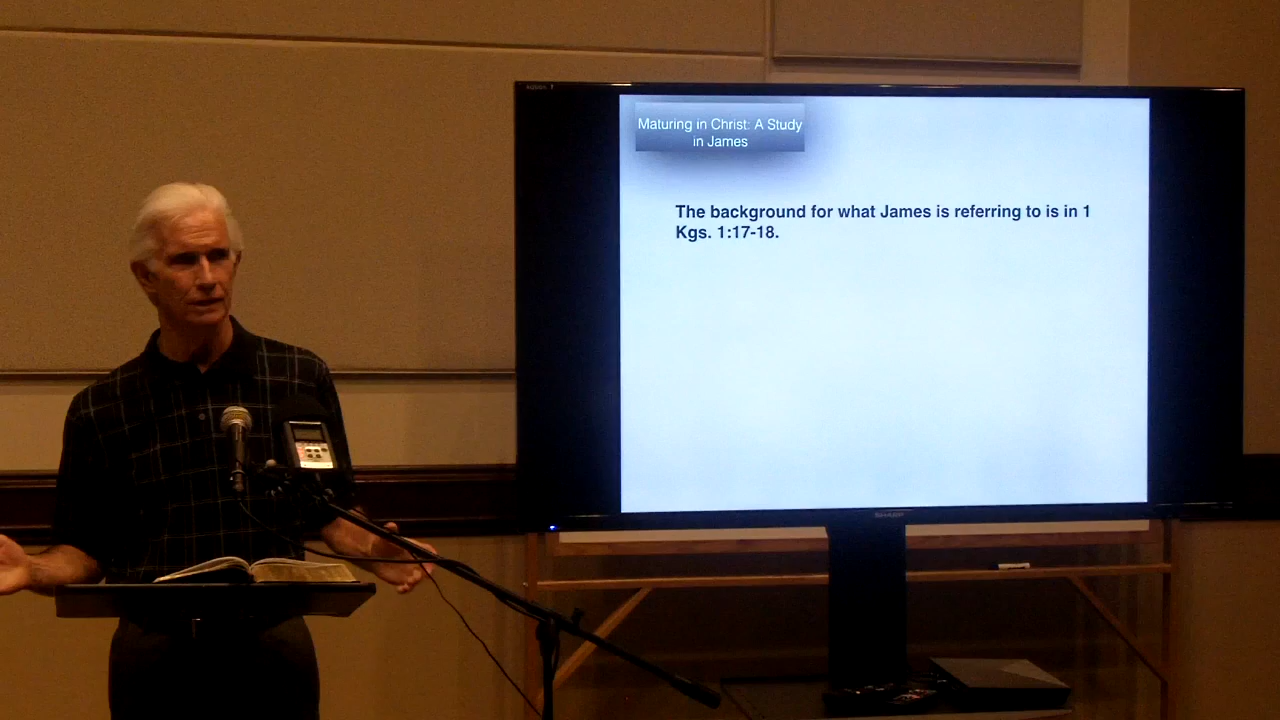 Maturing in Christ: A Study
in James
The background for what James is referring to is in 1
Kgs. 1:17-18.
SHARP